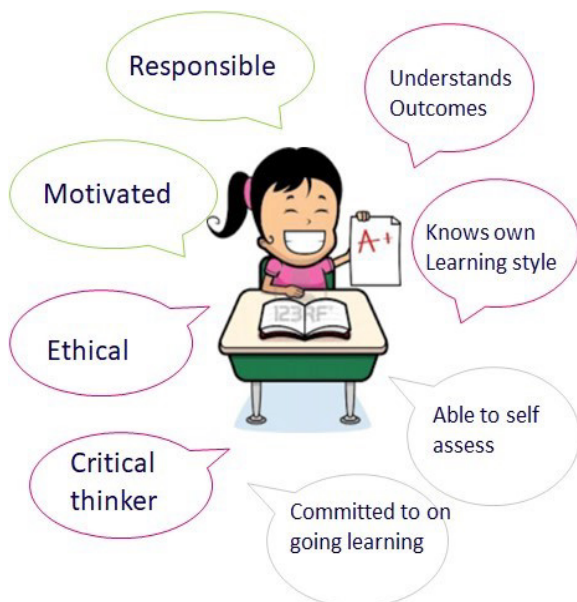 Responsible
Understands
Outcomes
Motivated
A+
Knows own
Learning style
123RF
Ethical
Able to self
assess
Critical
thinker
Committed to on
going learning